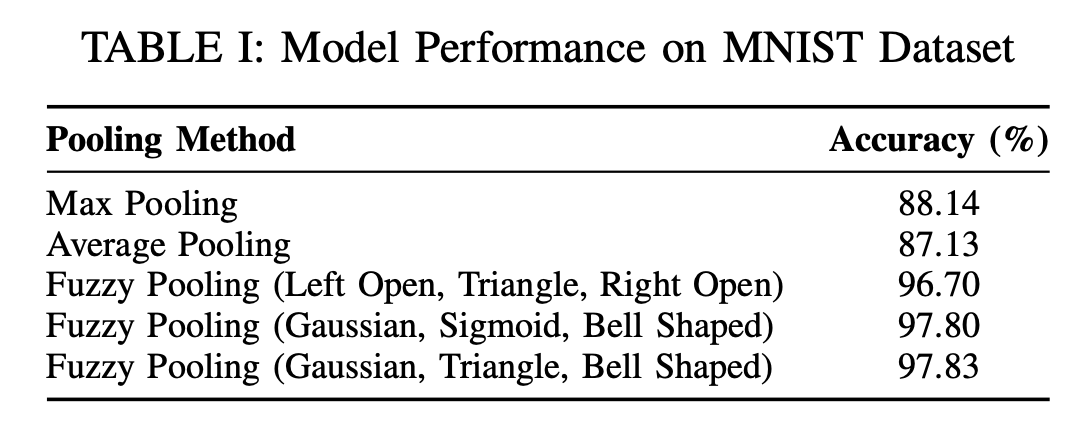 TABLE I: Model Performance on MNIST Dataset
Pooling Method Accuracy (%)
Max Pooling 88.14
Average Pooling 87.13
Fuzzy Pooling (Left Open, Triangle, Right Open) 96.70
Fuzzy Pooling (Gaussian, Sigmoid, Bell Shaped) 97.80
Fuzzy Pooling (Gaussian, Triangle, Bell Shaped) 97.83